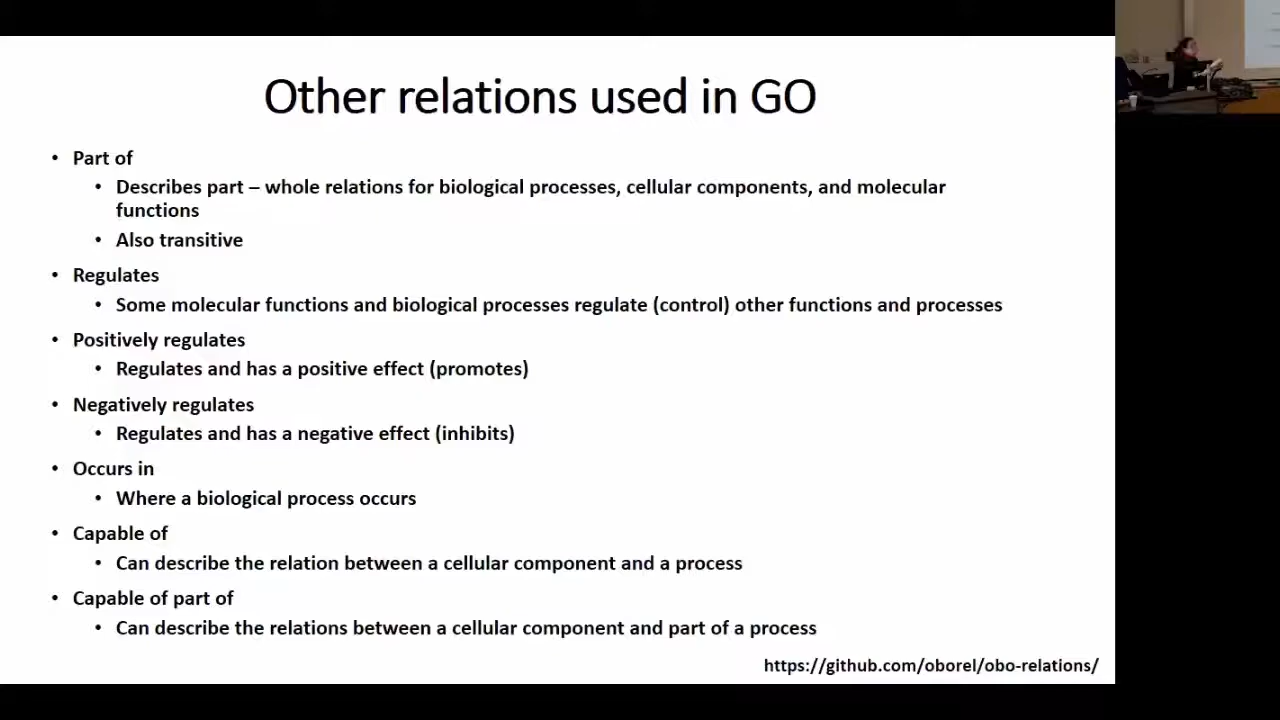 Other relations used in GO
• Part of
• Describes part – whole relations for biological processes, cellular components, and molecular
functions
• Also transitive
• Regulates
• Some molecular functions and biological processes regulate (control) other functions and processes
• Positively regulates
• Regulates and has a positive effect (promotes)
• Negatively regulates
• Regulates and has a negative effect (inhibits)
• Occurs in
• Where a biological process occurs
• Capable of
• Can describe the relation between a cellular component and a process
• Capable of part of
• Can describe the relations between a cellular component and part of a process
https://github.com/oborel/obo-relations/